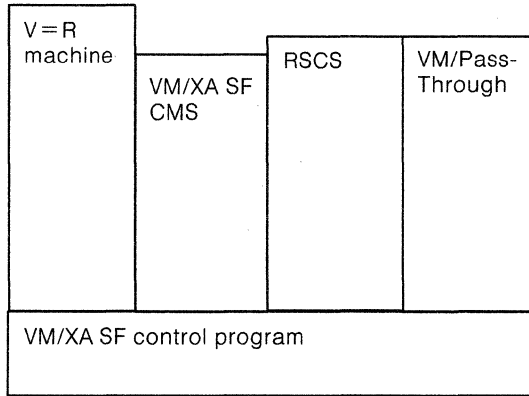 V=R
machine
VM/XA SF
CMS
RSCS
VM/Pass-
Through
VM/XA SF control program